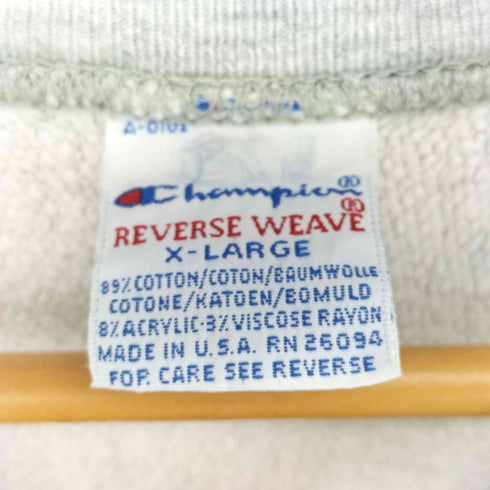 A-0101
Champion®
REVERSE WEAVE®
X-LARGE
89% COTTON/COTON/BAUMWOLLE
COTONE/KATOEN/BOMULD
8% ACRYLIC-3% VISCOSE RAYON
MADE IN U.S.A. RN 26094
FOR CARE SEE REVERSE